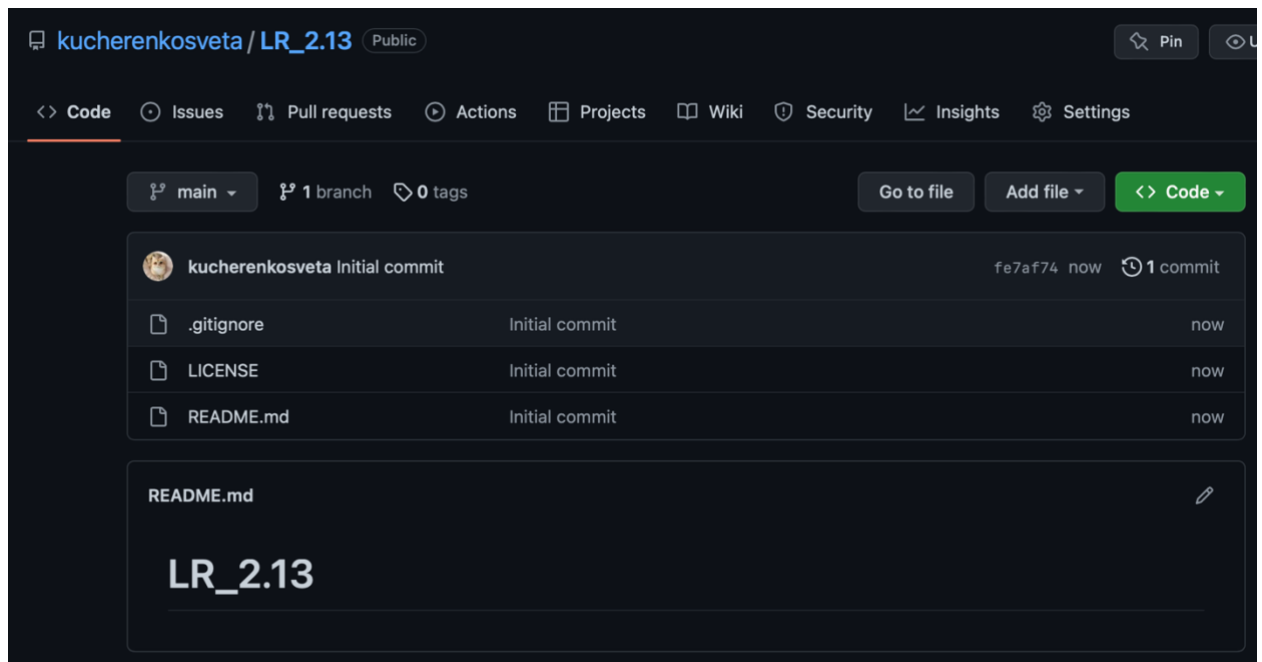 kucherenkosveta / LR_2.13 Public Pin
Code Issues Pull requests Actions Projects Wiki Security Insights Settings
main 1 branch 0 tags Go to file Add file Code
kucherenkosveta Initial commit fe7af74 now 1 commit
.gitignore Initial commit now
LICENSE Initial commit now
README.md Initial commit now
README.md
LR_2.13